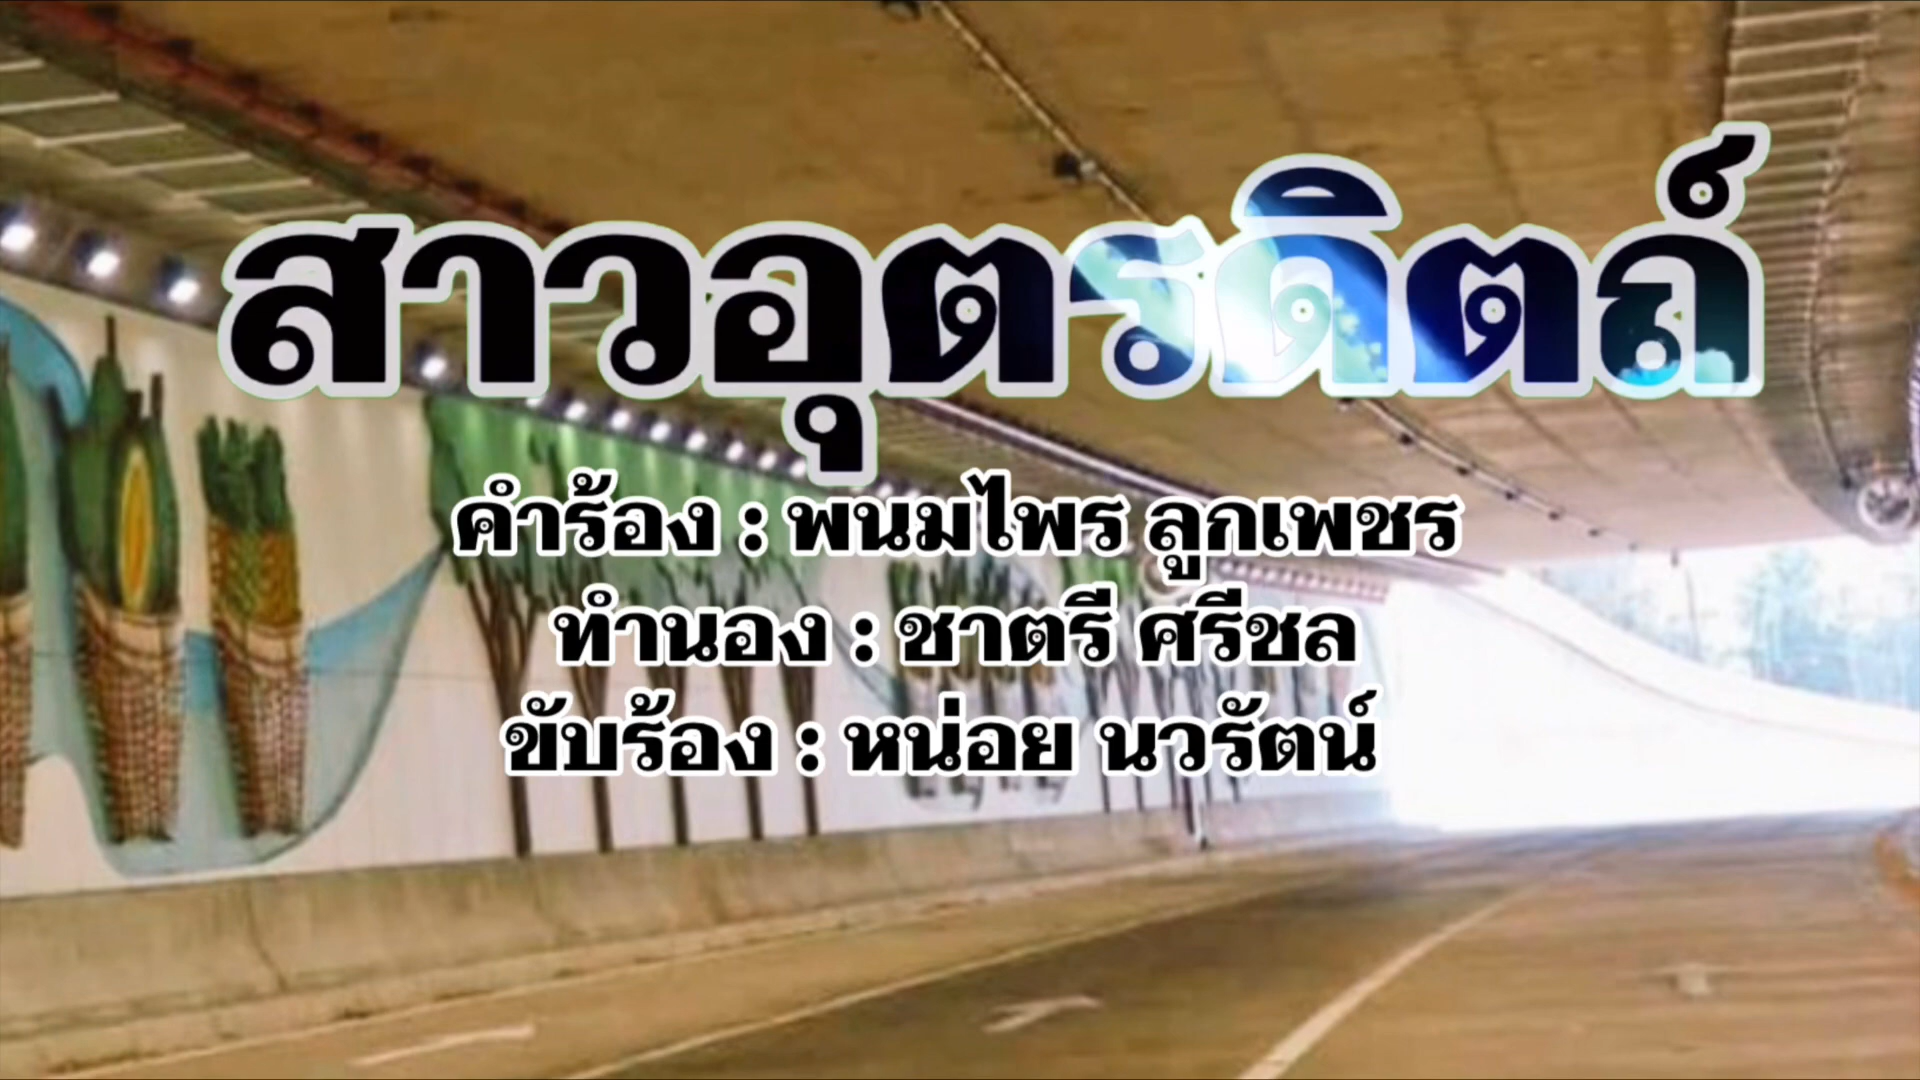 สาวอุตรดิตถ์
คำร้อง : พนมไพร ลูกเพชร
ทำนอง : ชาตรี ศรีชล
ขับร้อง : หน่อย นวรัตน์